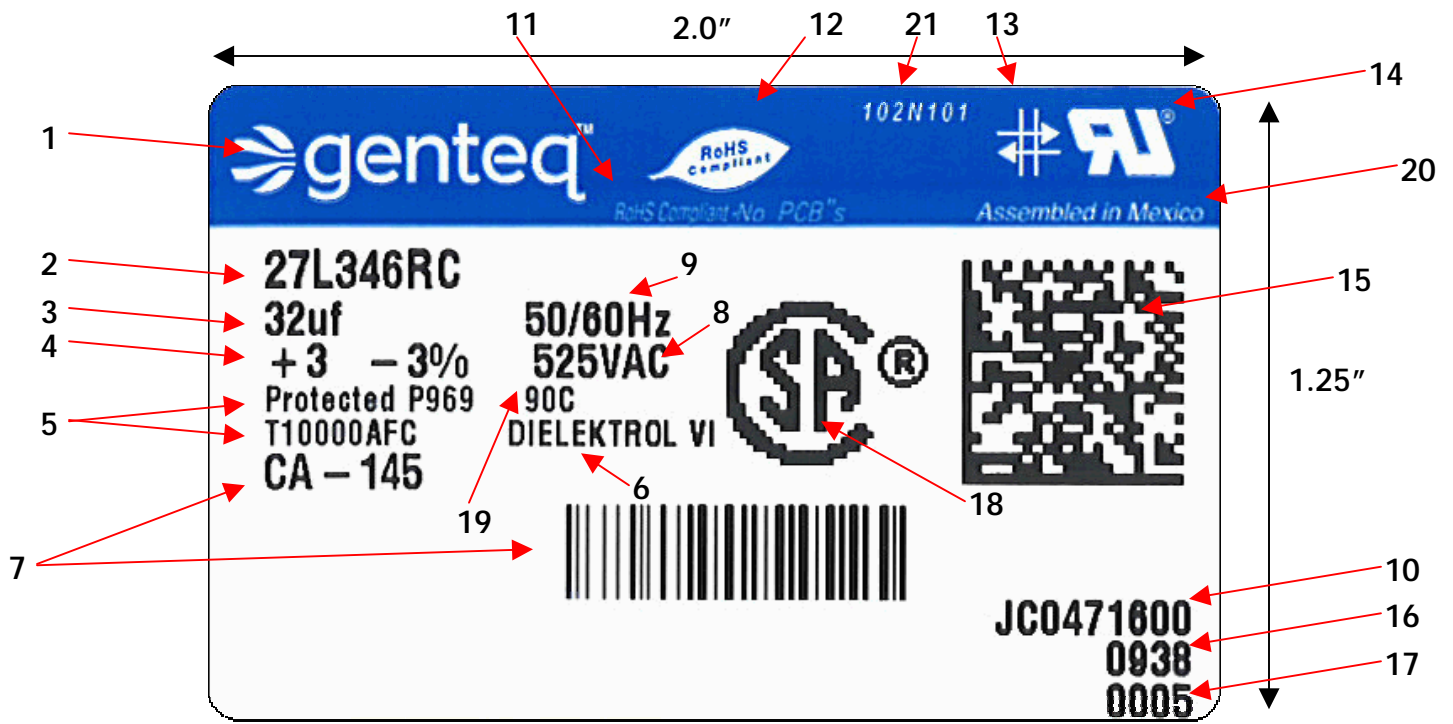 11 2.0″ 12 21 13
14
1 genteq™ RoHS compliant 102N101 RU®
20
RoHS Compliant-No PCB"s Assembled in Mexico
2 27L346RC 9 15
3 32uf 50/60Hz 8
4 +3 -3% 525VAC CSA ® 1.25″
5 Protected P969 90C
T10000AFC DIELEKTROL VI
CA-145 6 18
19
7
10
JC0471600
16
0938
17
0005